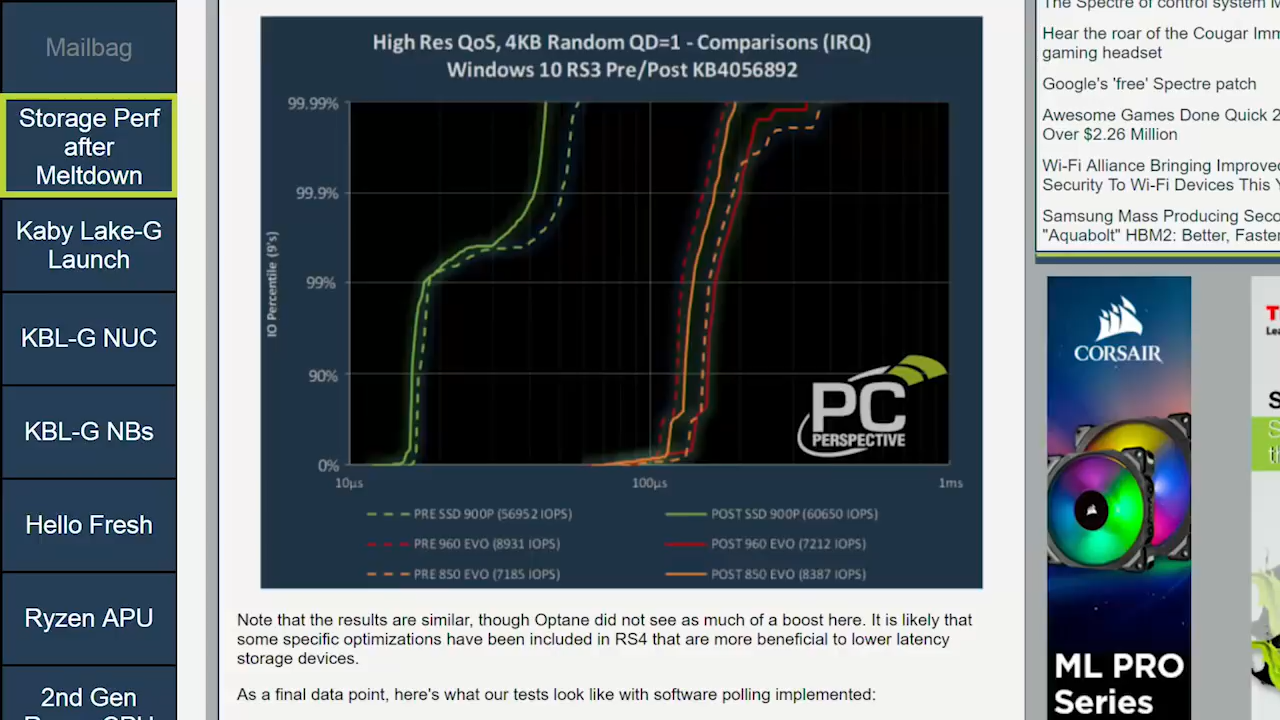 Mailbag
Storage Perf
after
Meltdown
Kaby Lake-G
Launch
KBL-G NUC
KBL-G NBs
Hello Fresh
Ryzen APU
2nd Gen
High Res QoS, 4KB Random QD=1 - Comparisons (IRQ)
Windows 10 RS3 Pre/Post KB4056892
IO Percentile (9's)
99.99%
99.9%
99%
90%
0%
10µs
100µs
1ms
PC
PERSPECTIVE
PRE SSD 900P (56952 IOPS)
POST SSD 900P (60650 IOPS)
PRE 960 EVO (8931 IOPS)
POST 960 EVO (7212 IOPS)
PRE 850 EVO (7185 IOPS)
POST 850 EVO (8387 IOPS)
Note that the results are similar, though Optane did not see as much of a boost here. It is likely that
some specific optimizations have been included in RS4 that are more beneficial to lower latency
storage devices.
As a final data point, here's what our tests look like with software polling implemented:
The Spectre of control system
Hear the roar of the Cougar
gaming headset
Google's 'free' Spectre patch
Awesome Games Done Quick
Over $2.26 Million
Wi-Fi Alliance Bringing
Security To Wi-Fi Devices This
Samsung Mass Producing
"Aquabolt" HBM2: Better,
CORSAIR
ML PRO
Series